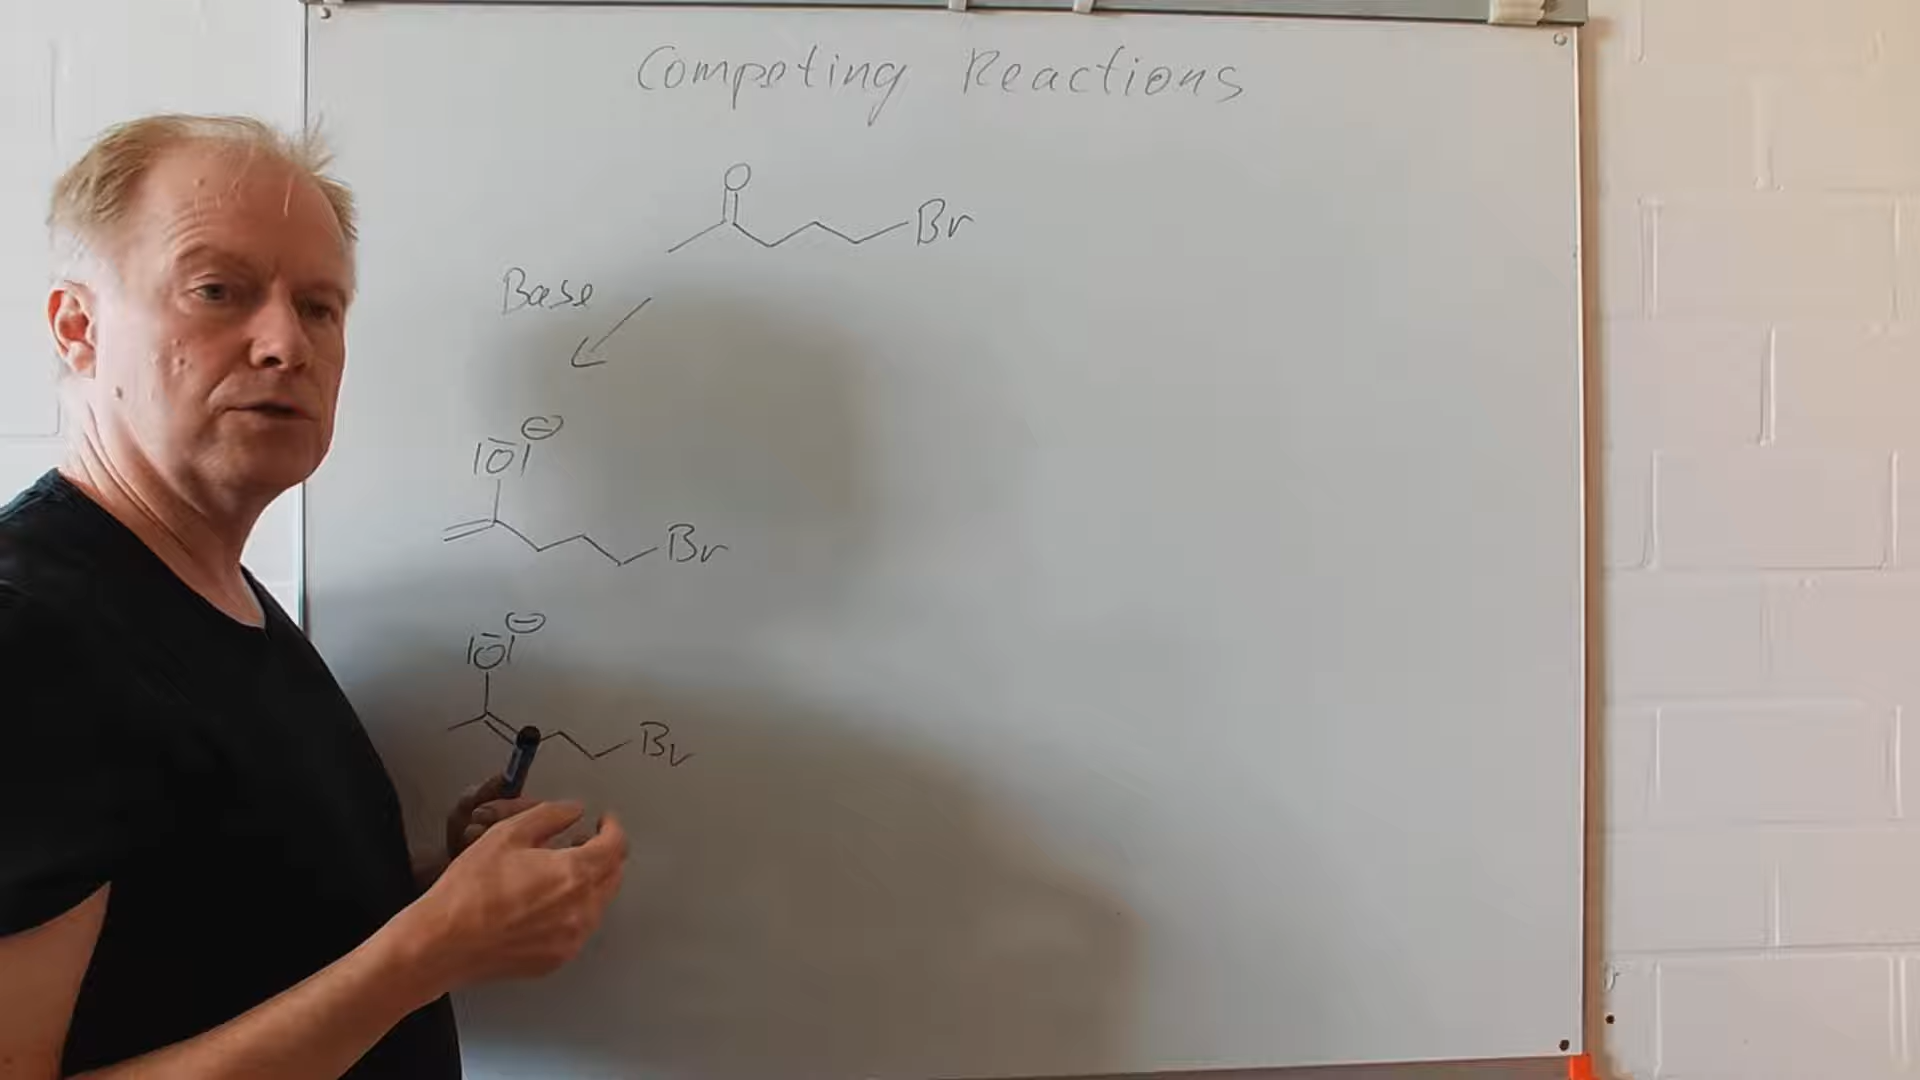 Competing Reactions
O
Br
Base
|O̅| ⊖
Br
|O̅| ⊖
Br